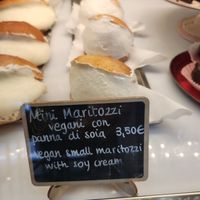 Mini Maritozzi
vegani con
panna di soia 3,50€
vegan small maritozzi
with soy cream